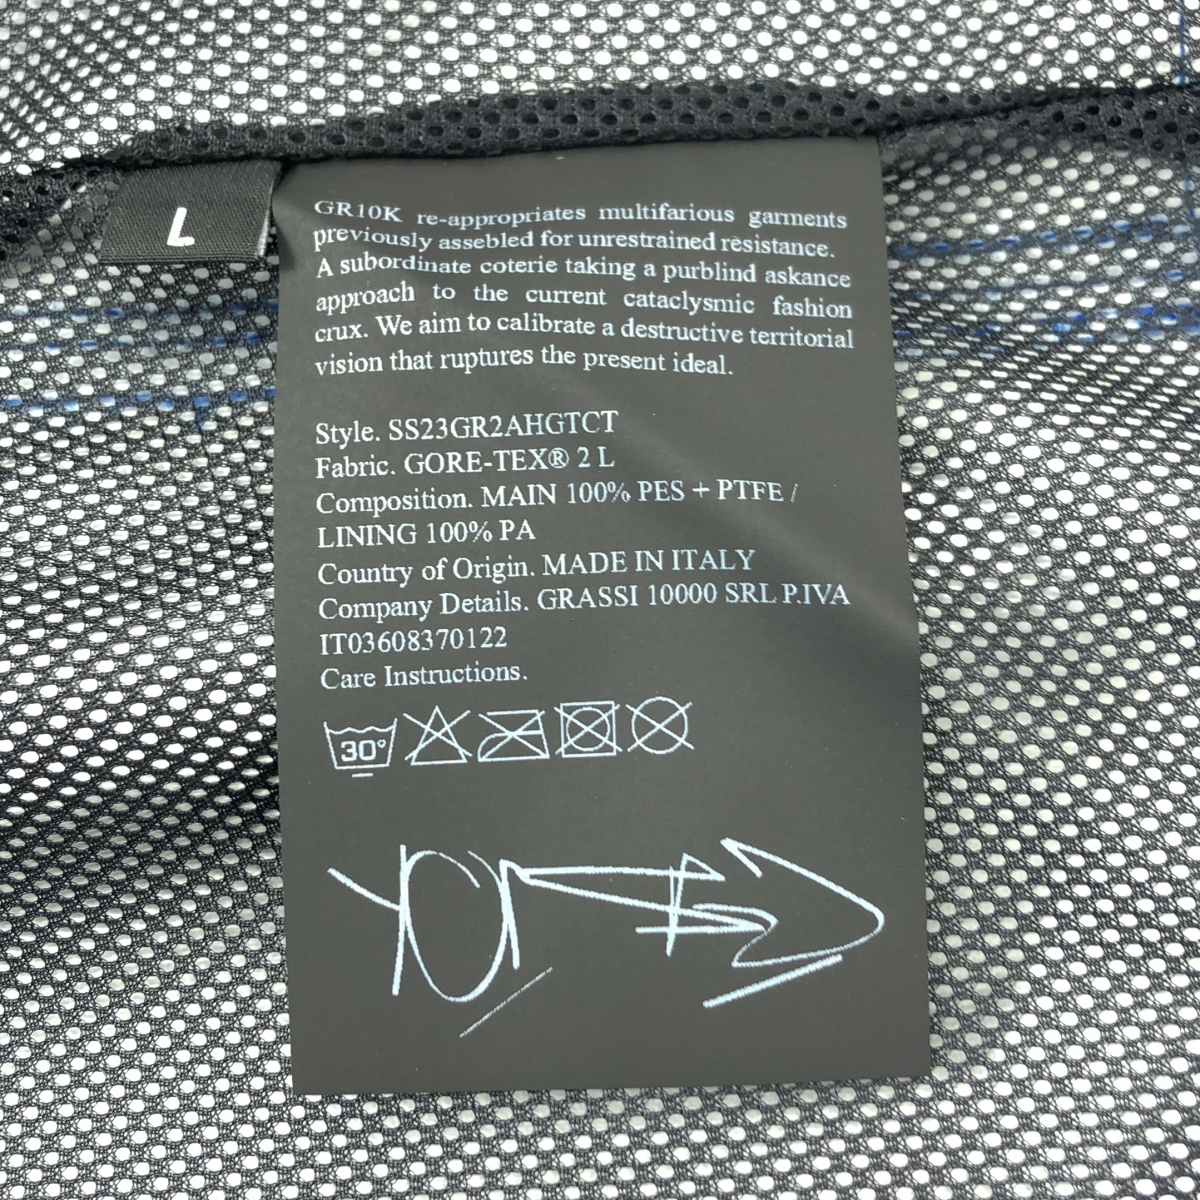 L
GR10K re-appropriates multifarious garments
previously assebled for unrestrained resistance.
A subordinate coterie taking a purblind askance
approach to the current cataclysmic fashion
crux. We aim to calibrate a destructive territorial
vision that ruptures the present ideal.
Style. SS23GR2AHGTCT
Fabric. GORE-TEX® 2 L
Composition. MAIN 100% PES + PTFE /
LINING 100% PA
Country of Origin. MADE IN ITALY
Company Details. GRASSI 10000 SRL P.IVA
IT03608370122
Care Instructions.
30°